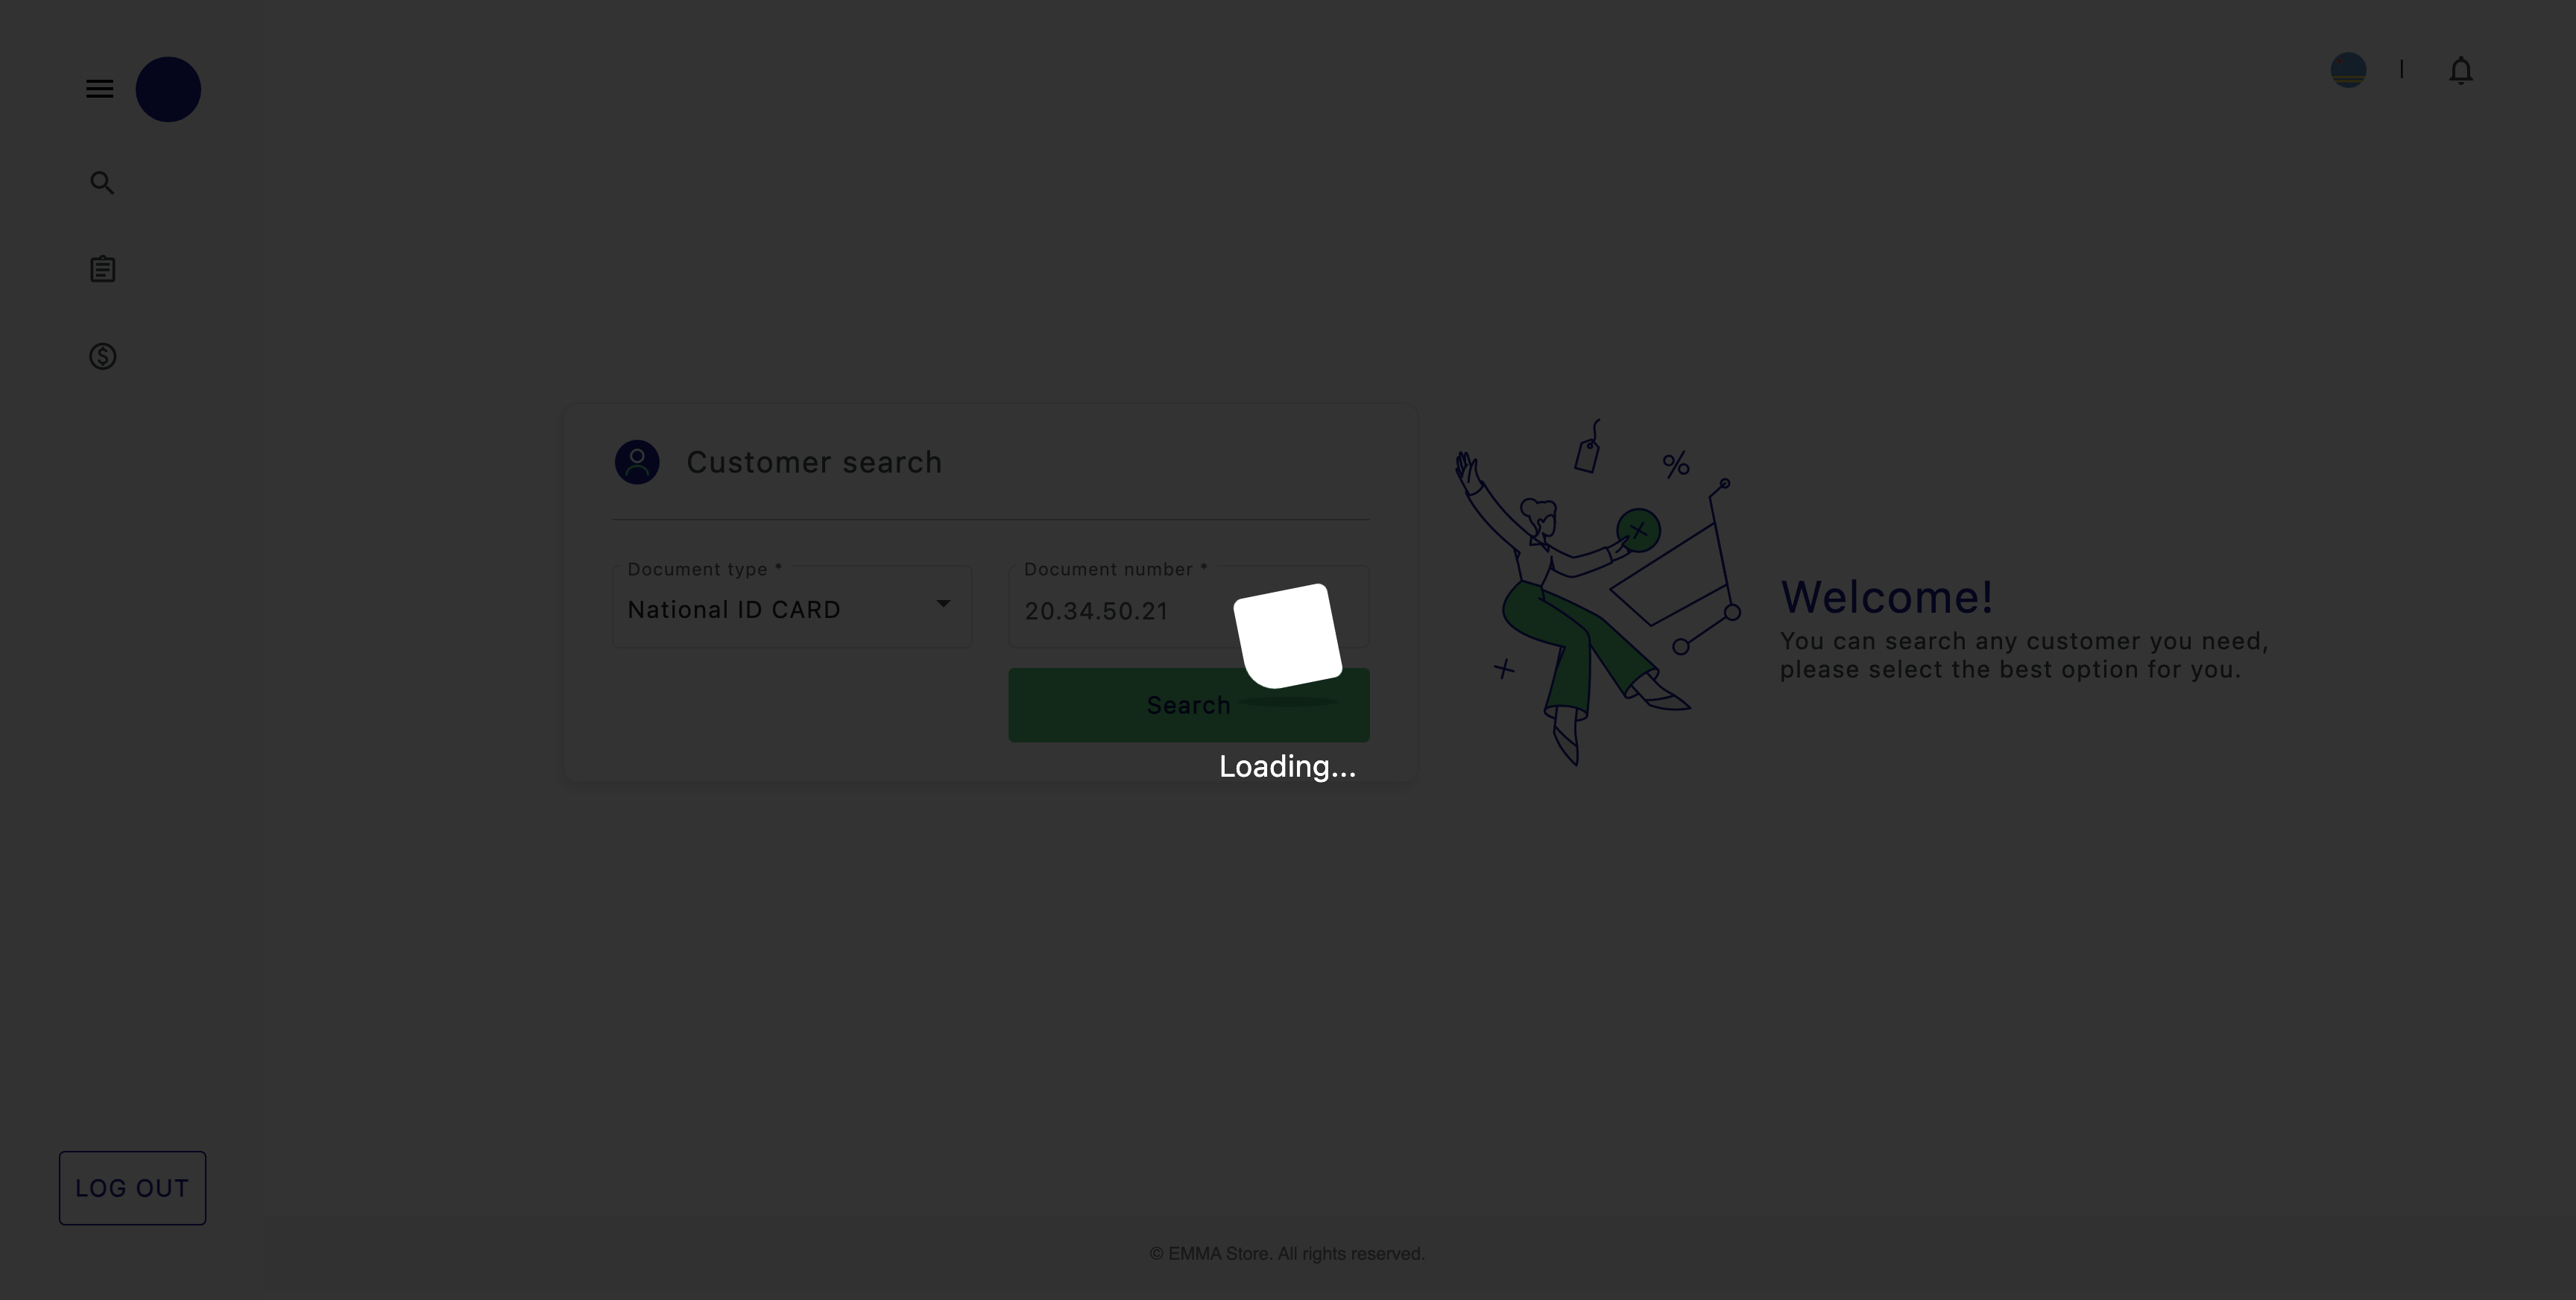 Customer search
Document type *
National ID CARD
Document number *
20.34.50.21
Search
Loading...
Welcome!
You can search any customer you need,
please select the best option for you.
LOG OUT
© EMMA Store. All rights reserved.